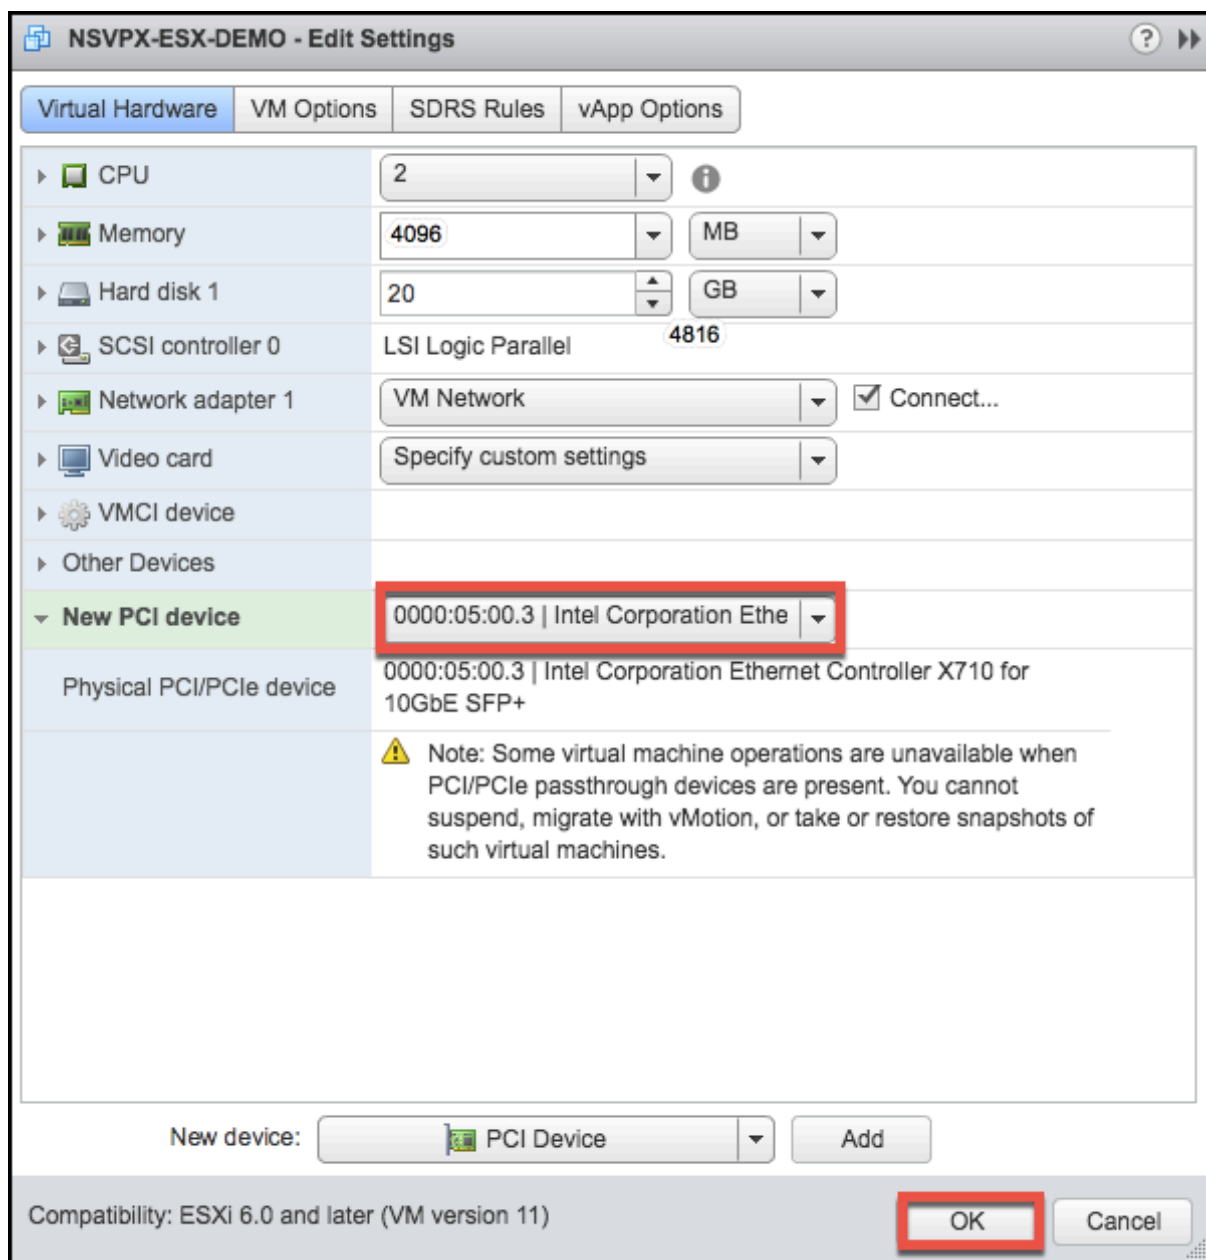 NSVPX-ESX-DEMO - Edit Settings
?
Virtual Hardware
VM Options
SDRS Rules
vApp Options
CPU
2
Memory
4096
MB
Hard disk 1
20
GB
4816
SCSI controller 0
LSI Logic Parallel
Network adapter 1
VM Network
Connect...
Video card
Specify custom settings
VMCI device
Other Devices
New PCI device
0000:05:00.3 | Intel Corporation Ethe
Physical PCI/PCIe device
0000:05:00.3 | Intel Corporation Ethernet Controller X710 for
10GbE SFP+
Note: Some virtual machine operations are unavailable when
PCI/PCIe passthrough devices are present. You cannot
suspend, migrate with vMotion, or take or restore snapshots of
such virtual machines.
New device:
PCI Device
Add
Compatibility: ESXi 6.0 and later (VM version 11)
OK
Cancel